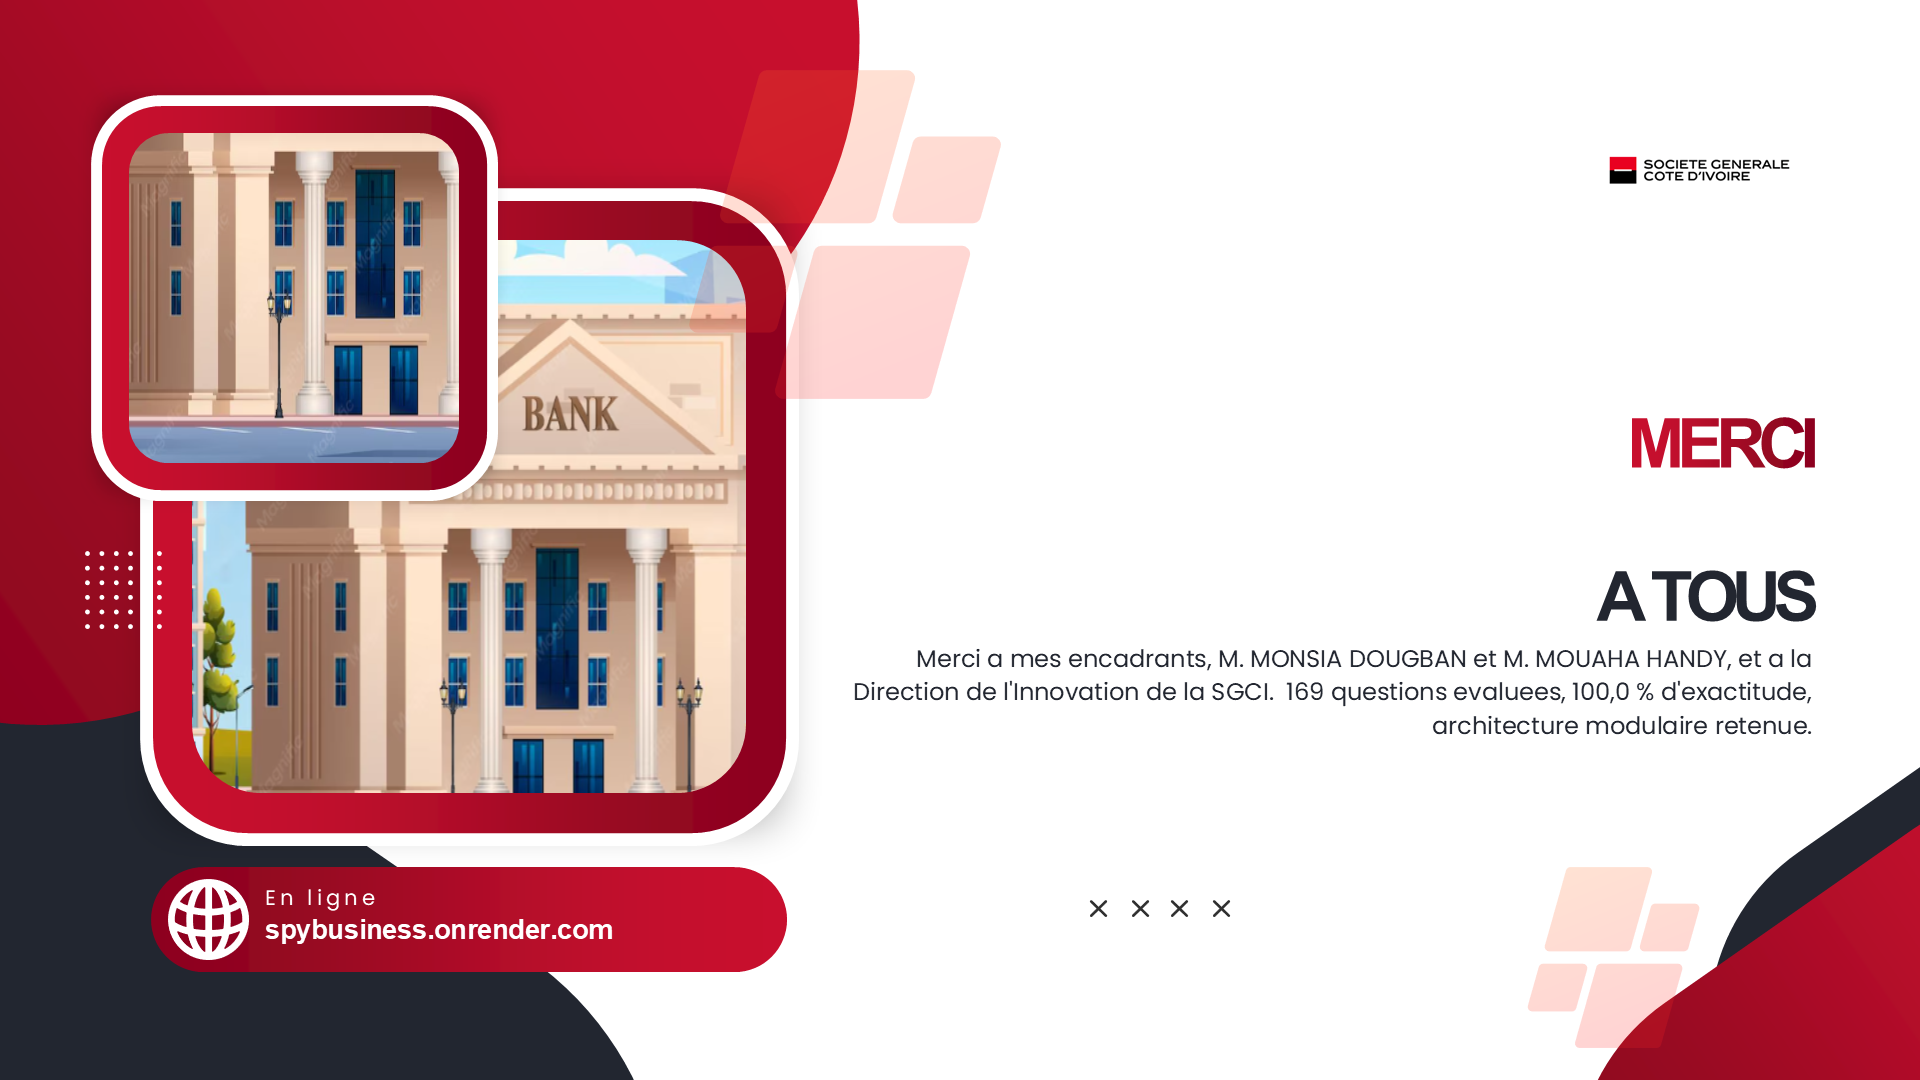 SOCIETE GENERALE
COTE D'IVOIRE
BANK
MERCI
A TOUS
Merci a mes encadrants, M. MONSIA DOUGBAN et M. MOUAHA HANDY, et a la
Direction de l'Innovation de la SGCI.  169 questions evaluees, 100,0 % d'exactitude,
architecture modulaire retenue.
En ligne
spybusiness.onrender.com